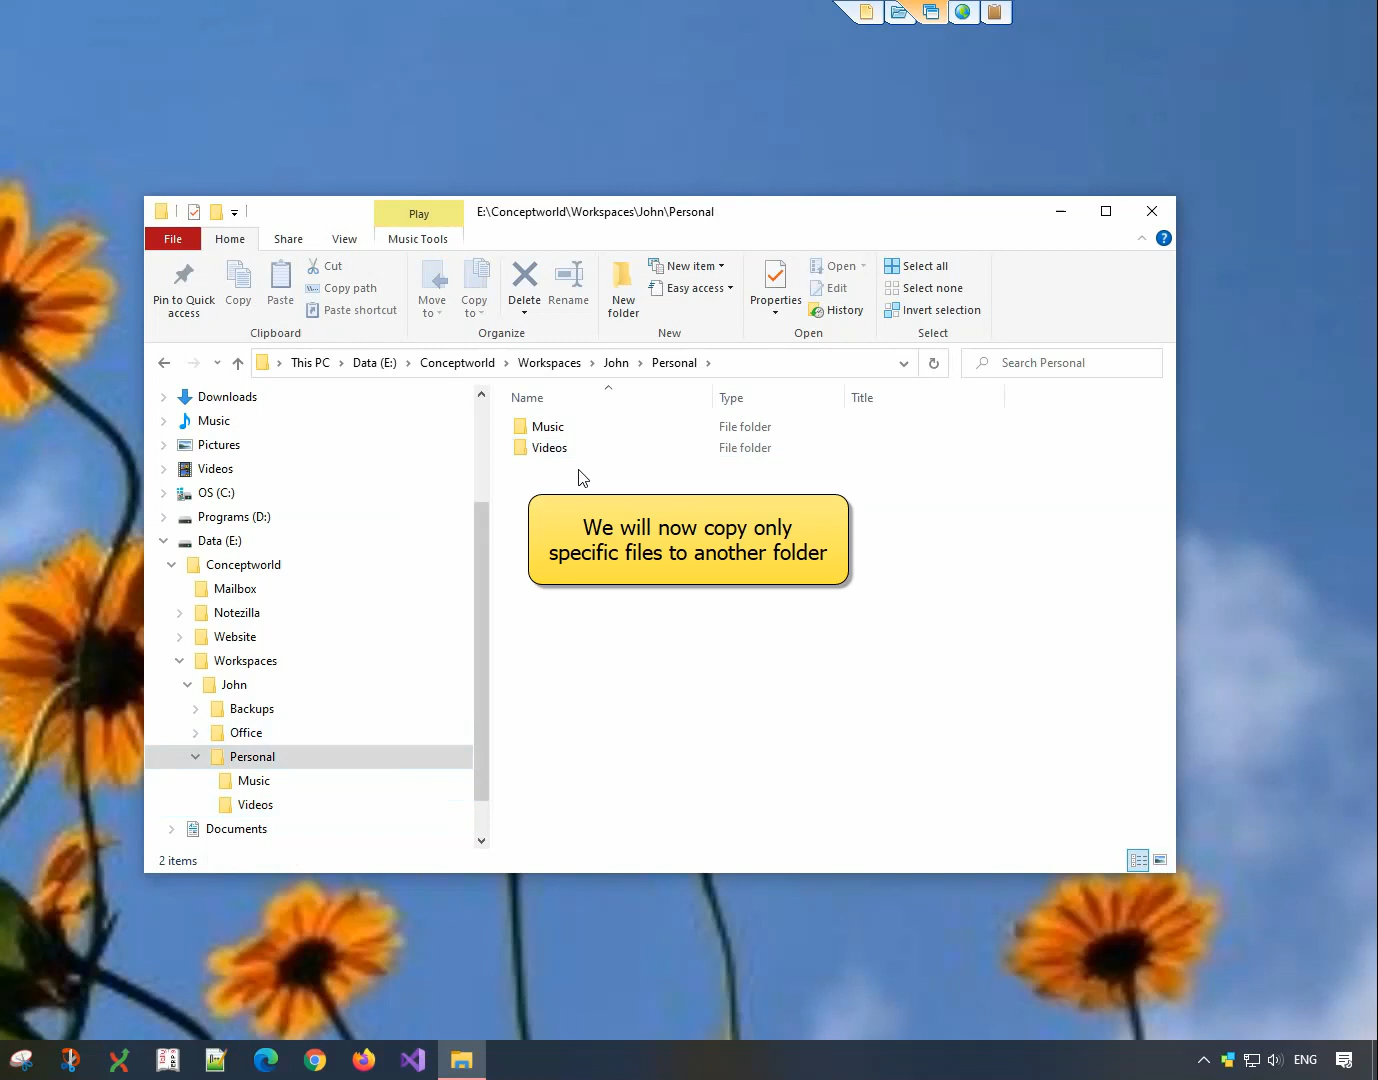 Play
E:\Conceptworld\Workspaces\John\Personal
File
Home
Share
View
Music Tools
Pin to Quick access
Copy
Paste
Cut
Copy path
Paste shortcut
Clipboard
Move to
Copy to
Delete
Rename
Organize
New folder
New item
Easy access
New
Properties
Open
Edit
History
Open
Select all
Select none
Invert selection
Select
This PC > Data (E:) > Conceptworld > Workspaces > John > Personal >
Search Personal
Downloads
Music
Pictures
Videos
OS (C:)
Programs (D:)
Data (E:)
Conceptworld
Mailbox
Notezilla
Website
Workspaces
John
Backups
Office
Personal
Music
Videos
Documents
Name Type Title
Music File folder
Videos File folder
We will now copy only
specific files to another folder
2 items
ENG